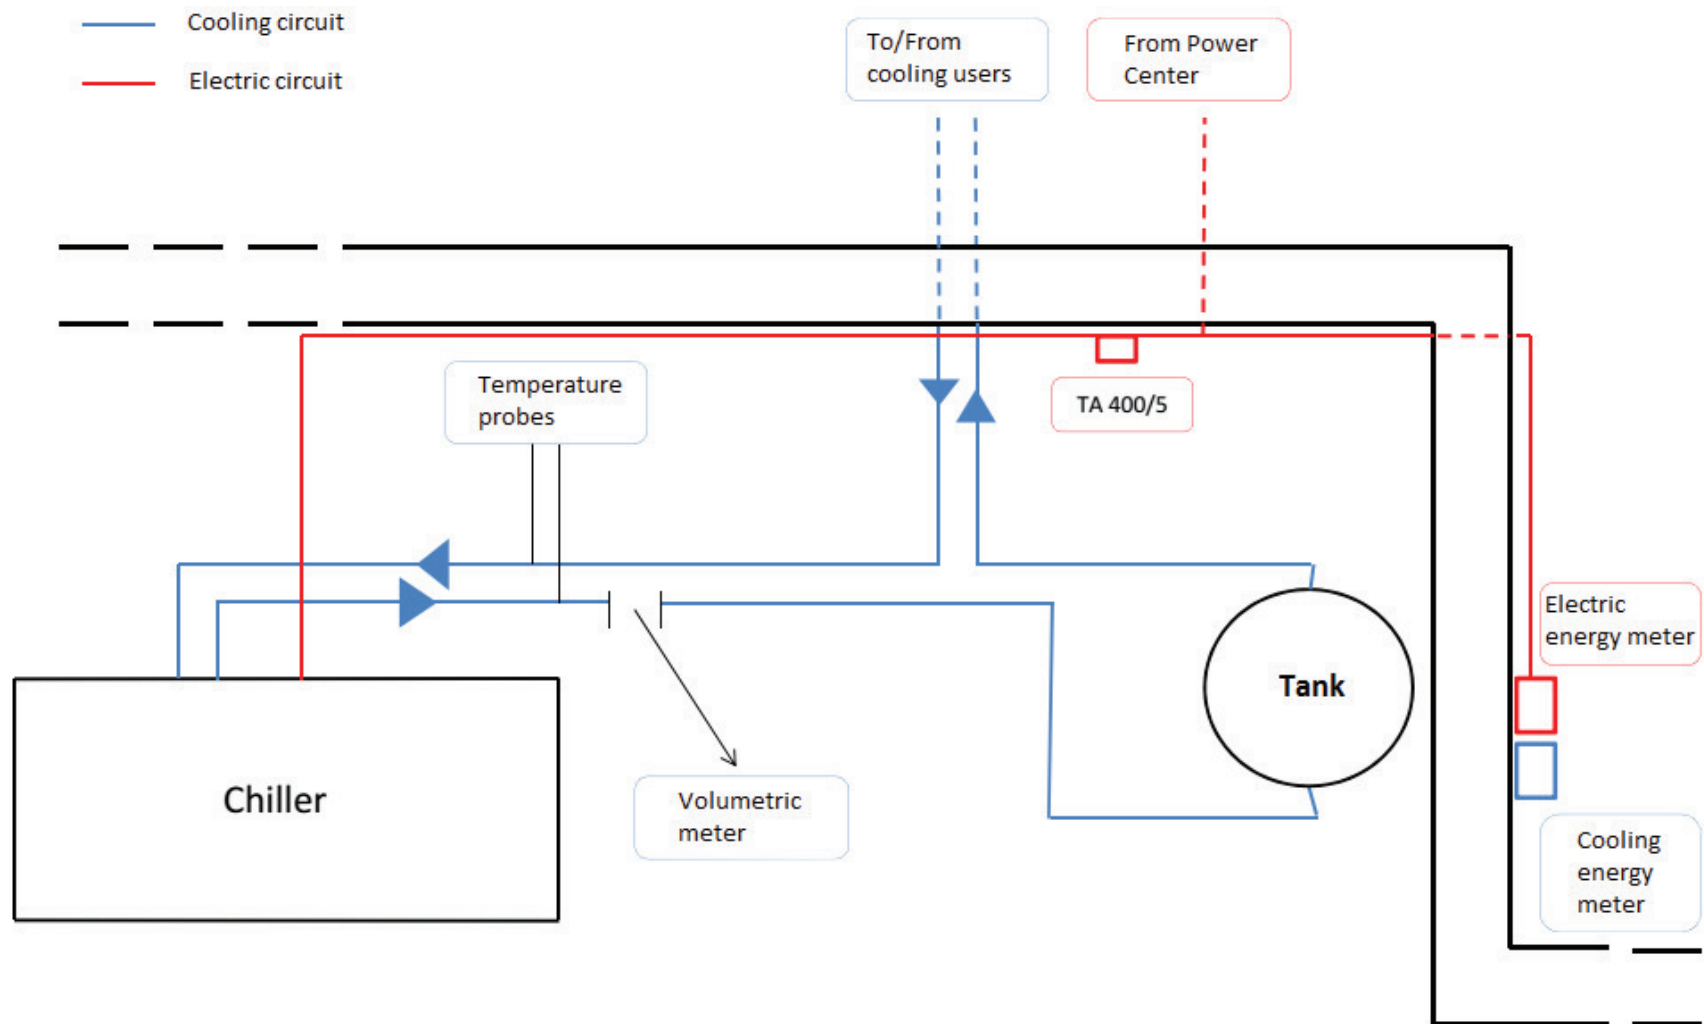 Cooling circuit
Electric circuit
To/From
cooling users
From Power
Center
Temperature
probes
TA 400/5
Electric
energy meter
Tank
Chiller
Volumetric
meter
Cooling
energy
meter